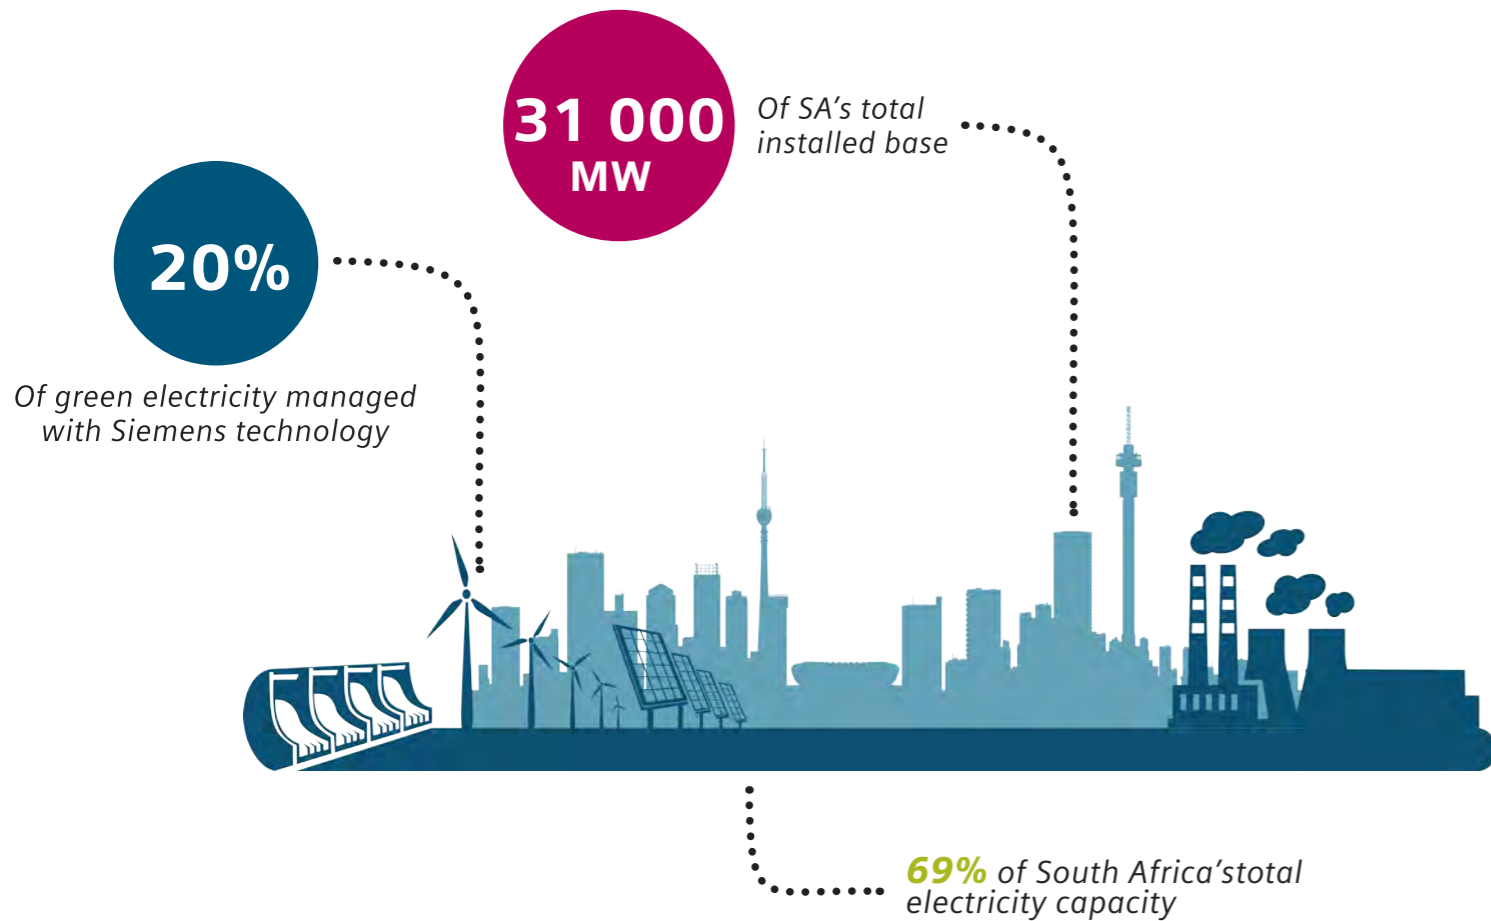 31 000
MW
Of SA's total
installed base
20%
Of green electricity managed
with Siemens technology
69% of South Africa'stotal
electricity capacity